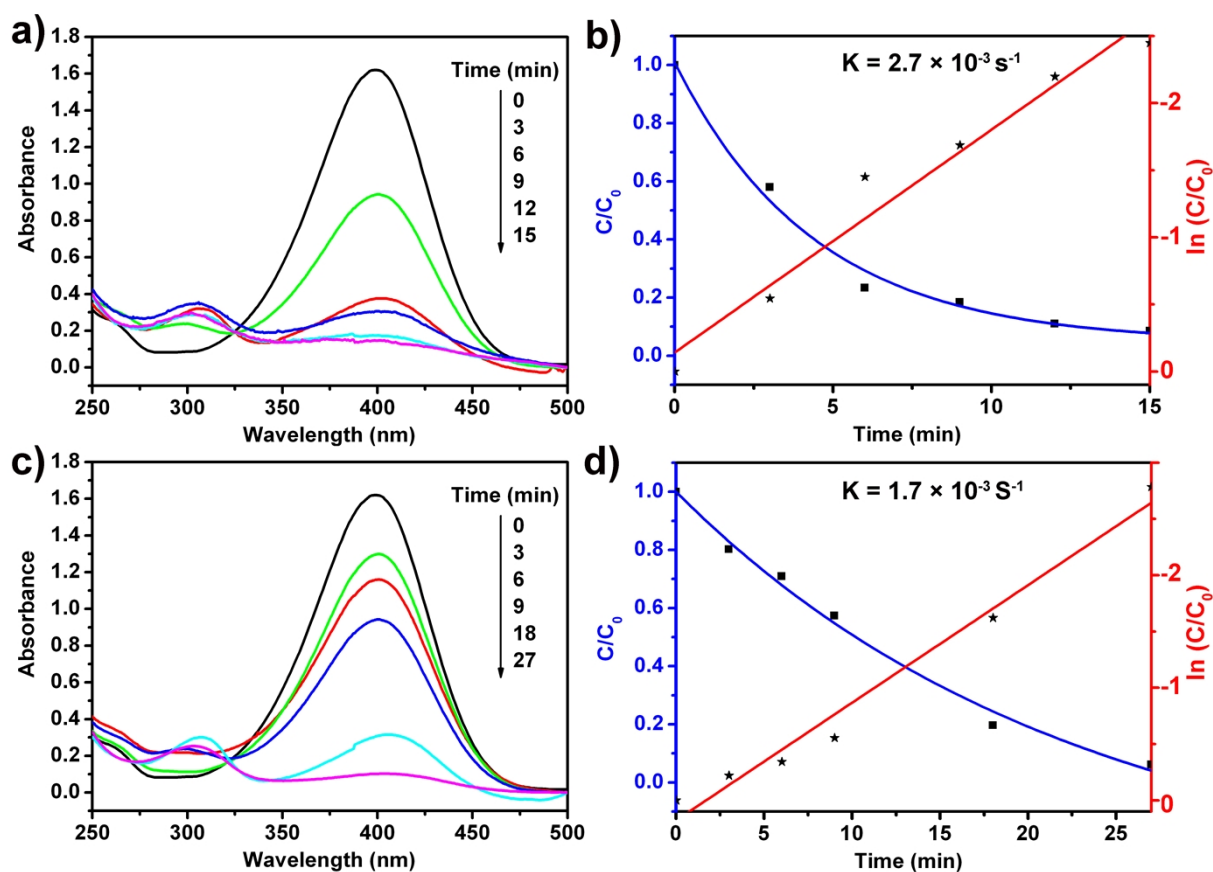 a)
1.8
1.6
1.4
1.2
1.0
0.8
0.6
0.4
0.2
0.0
Absorbance
Time (min)
0
3
6
9
12
15
250 300 350 400 450 500
Wavelength (nm)
b)
K = 2.7 × 10⁻³ s⁻¹
1.0
0.8
0.6
0.4
0.2
0.0
C/C₀
-2
-1
0
ln (C/C₀)
0 5 10 15
Time (min)
c)
1.8
1.6
1.4
1.2
1.0
0.8
0.6
0.4
0.2
0.0
Absorbance
Time (min)
0
3
6
9
18
27
250 300 350 400 450 500
Wavelength (nm)
d)
K = 1.7 × 10⁻³ S⁻¹
1.0
0.8
0.6
0.4
0.2
0.0
C/C₀
-2
-1
0
ln (C/C₀)
0 5 10 15 20 25
Time (min)